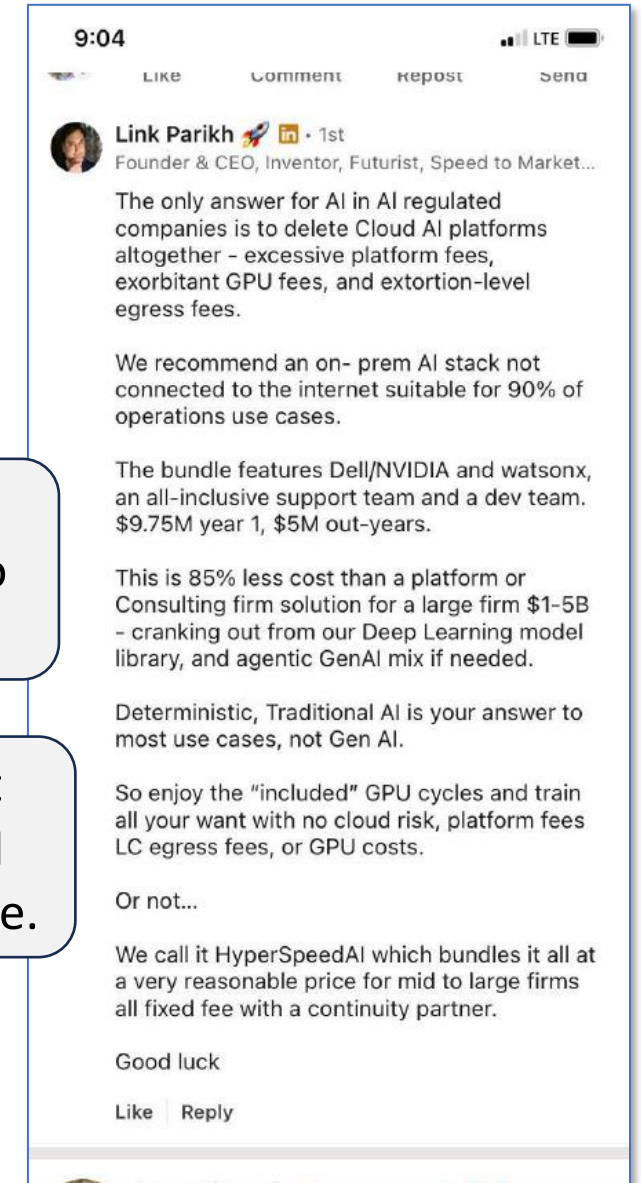 9:04
LTE
Like Comment Repost Send
Link Parikh 🚀 in • 1st
Founder & CEO, Inventor, Futurist, Speed to Market...
The only answer for AI in AI regulated
companies is to delete Cloud AI platforms
altogether - excessive platform fees,
exorbitant GPU fees, and extortion-level
egress fees.
We recommend an on- prem AI stack not
connected to the internet suitable for 90% of
operations use cases.
The bundle features Dell/NVIDIA and watsonx,
an all-inclusive support team and a dev team.
$9.75M year 1, $5M out-years.
This is 85% less cost than a platform or
Consulting firm solution for a large firm $1-5B
- cranking out from our Deep Learning model
library, and agentic GenAI mix if needed.
Deterministic, Traditional AI is your answer to
most use cases, not Gen AI.
So enjoy the “included” GPU cycles and train
all your want with no cloud risk, platform fees
LC egress fees, or GPU costs.
Or not...
e.
We call it HyperSpeedAI which bundles it all at
a very reasonable price for mid to large firms
all fixed fee with a continuity partner.
Good luck
Like Reply